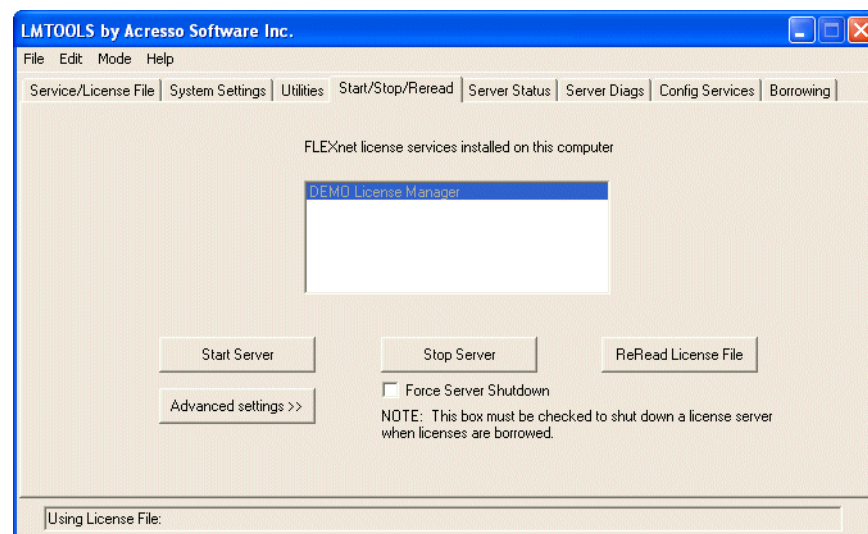 LMTOOLS by Acresso Software Inc.
File Edit Mode Help
Service/License File System Settings Utilities Start/Stop/Reread Server Status Server Diags Config Services Borrowing
FLEXnet license services installed on this computer
DEMO License Manager
Start Server Stop Server ReRead License File
Advanced settings >>
Force Server Shutdown
NOTE: This box must be checked to shut down a license server
when licenses are borrowed.
Using License File: